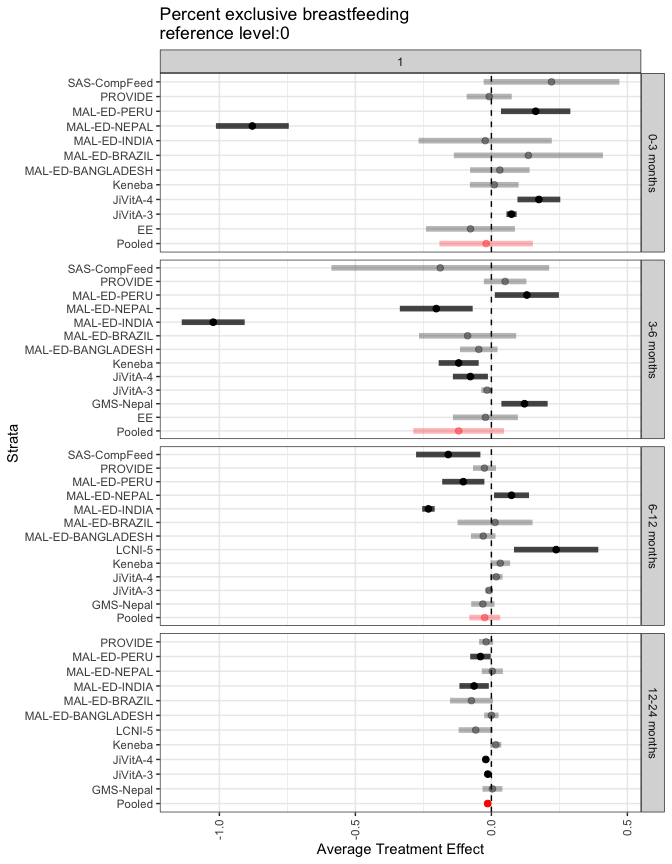 Percent exclusive breastfeeding
reference level:0
1
SAS-CompFeed
PROVIDE
MAL-ED-PERU
MAL-ED-NEPAL
MAL-ED-INDIA
MAL-ED-BRAZIL
MAL-ED-BANGLADESH
Keneba
JiVitA-4
JiVitA-3
EE
Pooled
0-3 months
SAS-CompFeed
PROVIDE
MAL-ED-PERU
MAL-ED-NEPAL
MAL-ED-INDIA
MAL-ED-BRAZIL
MAL-ED-BANGLADESH
Keneba
JiVitA-4
JiVitA-3
GMS-Nepal
EE
Pooled
3-6 months
Strata
SAS-CompFeed
PROVIDE
MAL-ED-PERU
MAL-ED-NEPAL
MAL-ED-INDIA
MAL-ED-BRAZIL
MAL-ED-BANGLADESH
LCNI-5
Keneba
JiVitA-4
JiVitA-3
GMS-Nepal
Pooled
6-12 months
PROVIDE
MAL-ED-PERU
MAL-ED-NEPAL
MAL-ED-INDIA
MAL-ED-BRAZIL
MAL-ED-BANGLADESH
LCNI-5
Keneba
JiVitA-4
JiVitA-3
GMS-Nepal
Pooled
12-24 months
-1.0
-0.5
0.0
0.5
Average Treatment Effect